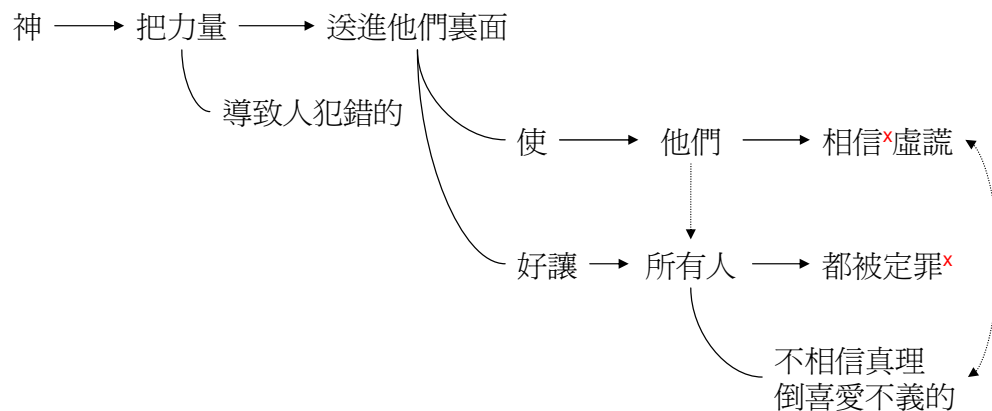 神 把力量 送進他們裏面
導致人犯錯的
使 他們 相信x虛謊
好讓 所有人 都被定罪x
不相信真理
倒喜愛不義的